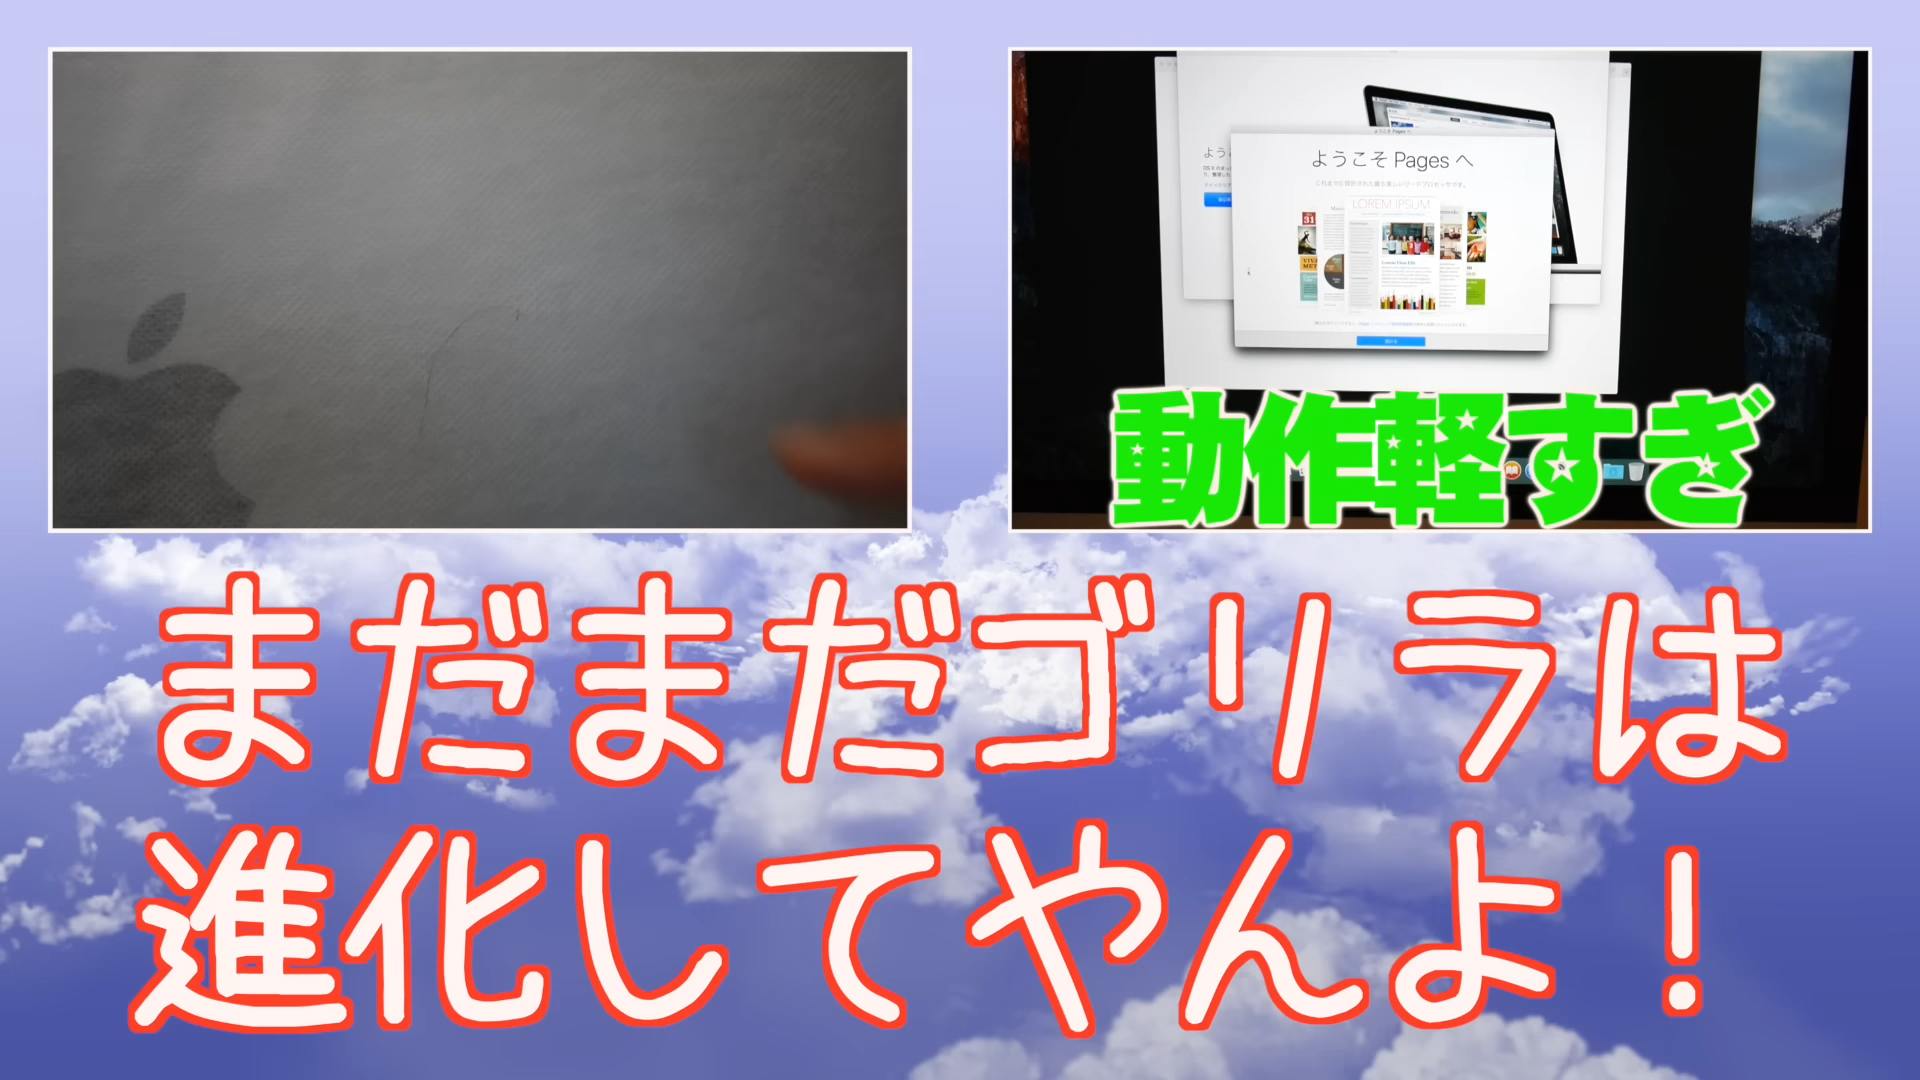 ようこそ Pages へ
LOREM IPSUM
31
動作軽すぎ
まだまだゴリラは
進化してやんよ!